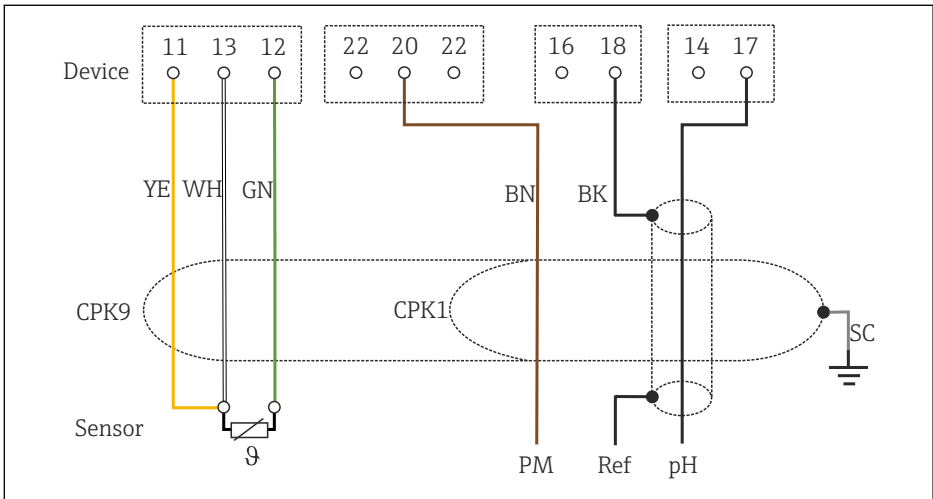 11 13 12 22 20 22 16 18 14 17
Device
YE WH GN BN BK
CPK9 CPK1 SC
Sensor
ϑ PM Ref pH